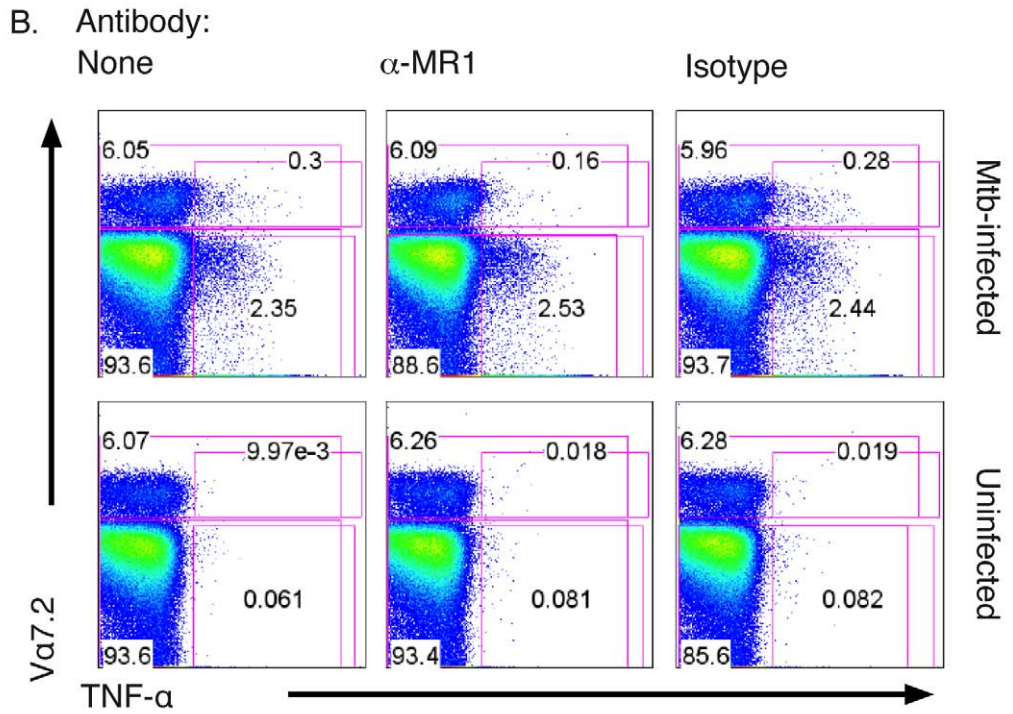 B. Antibody:
None α-MR1 Isotype
6.05 0.3 6.09 0.16 5.96 0.28
2.35 2.53 2.44
93.6 88.6 93.7
Mtb-infected
6.07 9.97e-3 6.26 0.018 6.28 0.019
0.061 0.081 0.082
93.6 93.4 85.6
Uninfected
Vα7.2
TNF-α